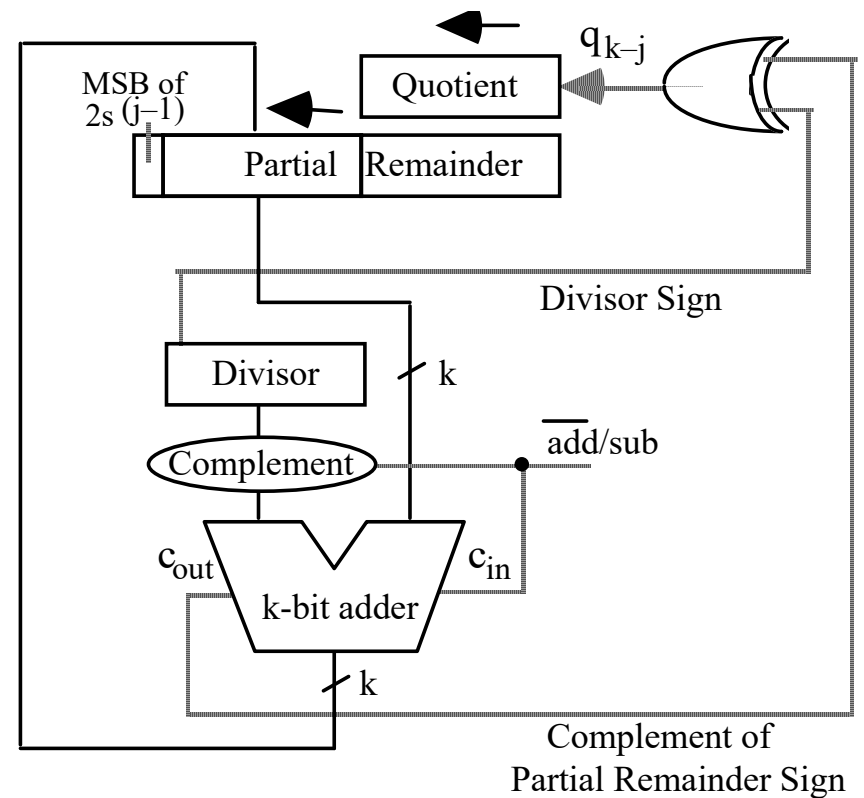 q k–j
MSB of
2s (j–1)
Quotient
Partial Remainder
Divisor Sign
Divisor
k
add/sub
Complement
c out
c in
k-bit adder
k
Complement of
Partial Remainder Sign